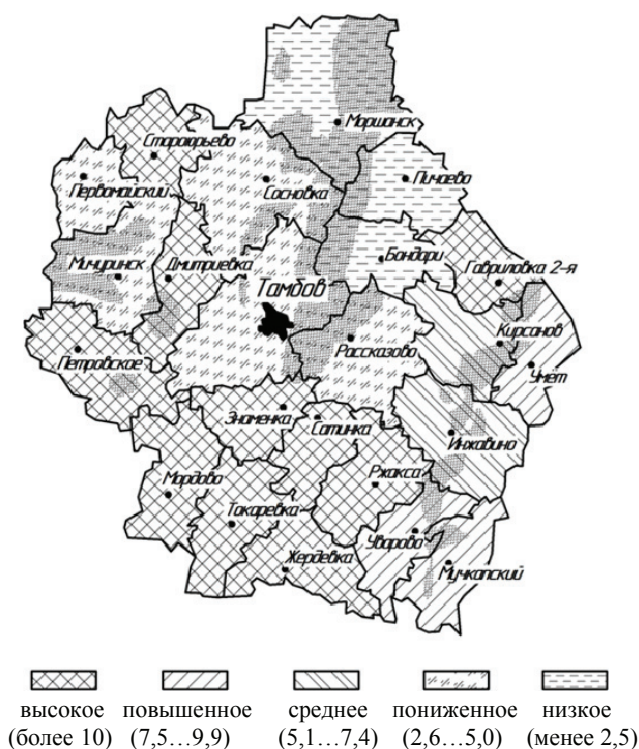 Моршанск
Староюрьево
Первомайский
Сосновка
Пичаево
Мичуринск
Дмитриевка
Бондари
Гавриловка 2-я
Тамбов
Кирсанов
Рассказово
Умет
Петровское
Знаменка
Сатинка
Инжавино
Ржакса
Мордово
Токаревка
Уварово
Жердевка
Мучкапский
высокое повышенное среднее пониженное низкое
(более 10) (7,5...9,9) (5,1...7,4) (2,6...5,0) (менее 2,5)